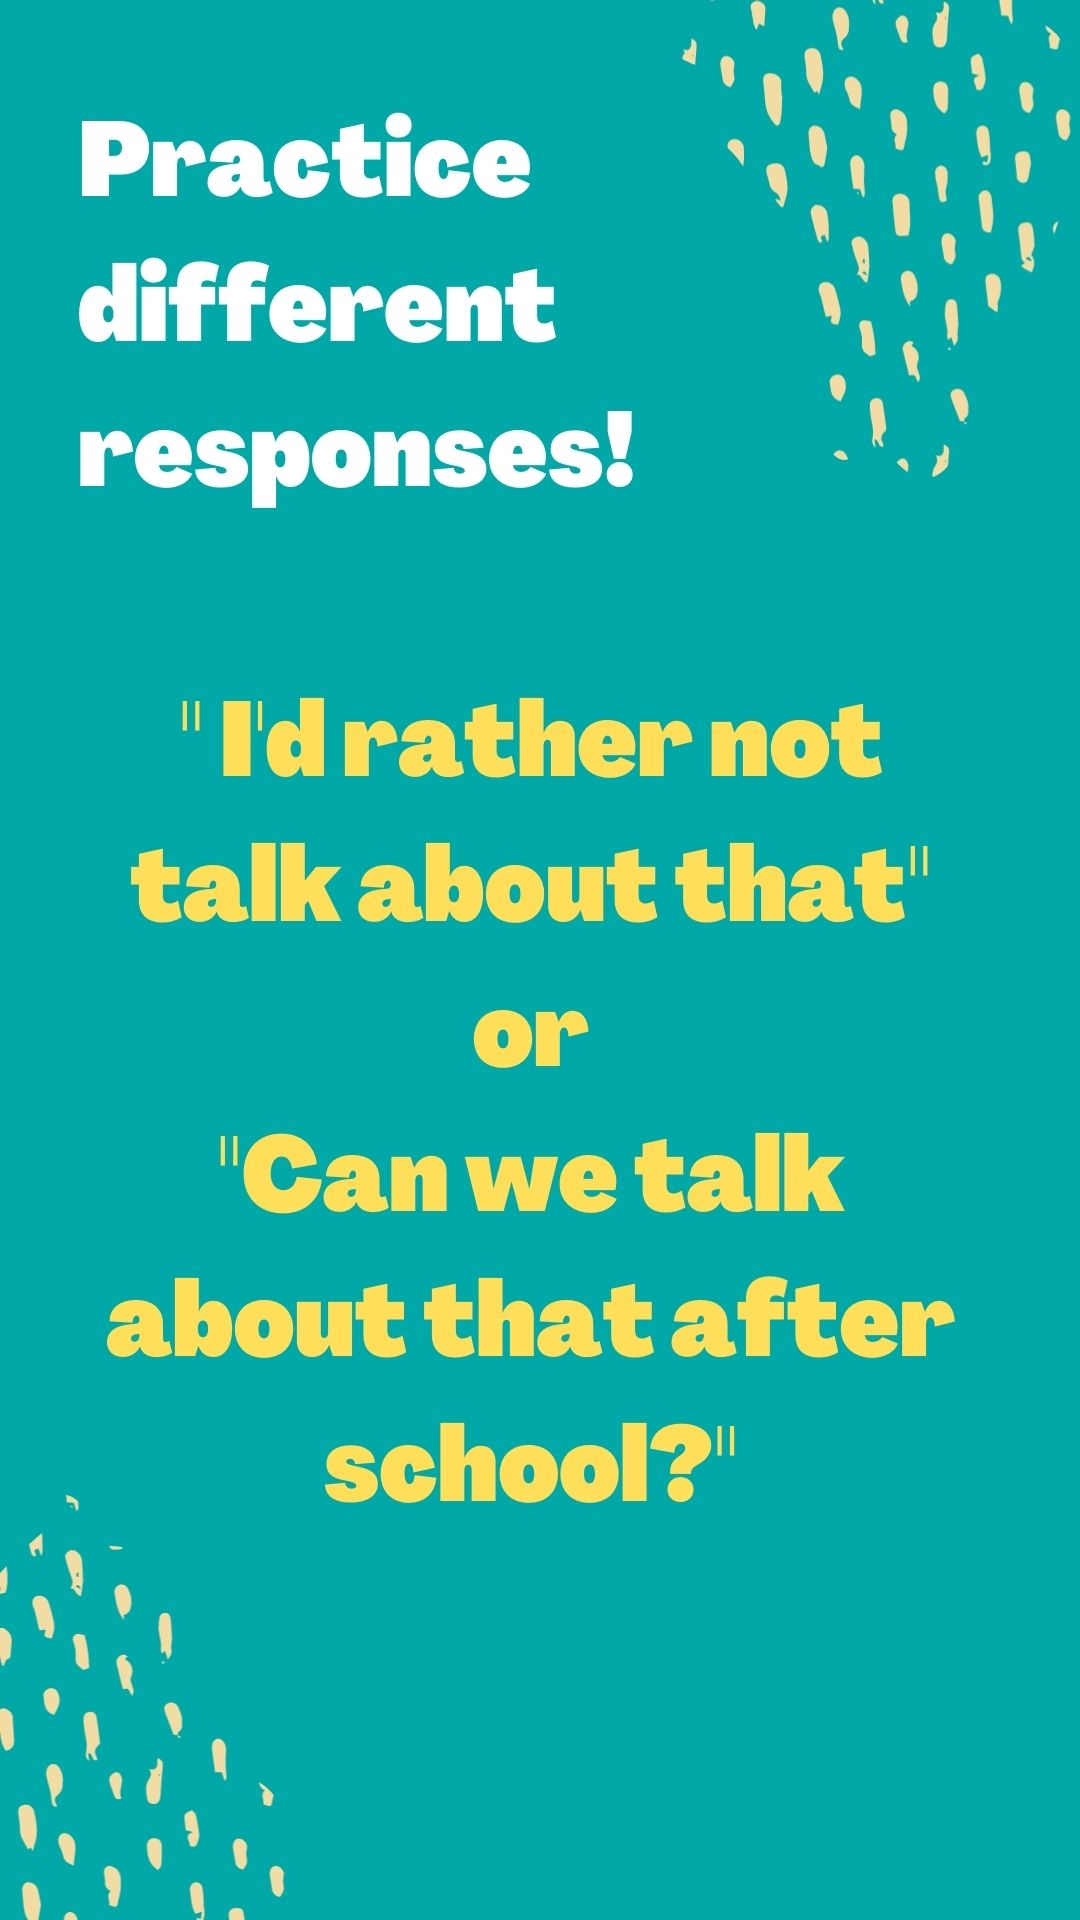 Practice
different
responses!
" I'd rather not
talk about that"
or
"Can we talk
about that after
school?"